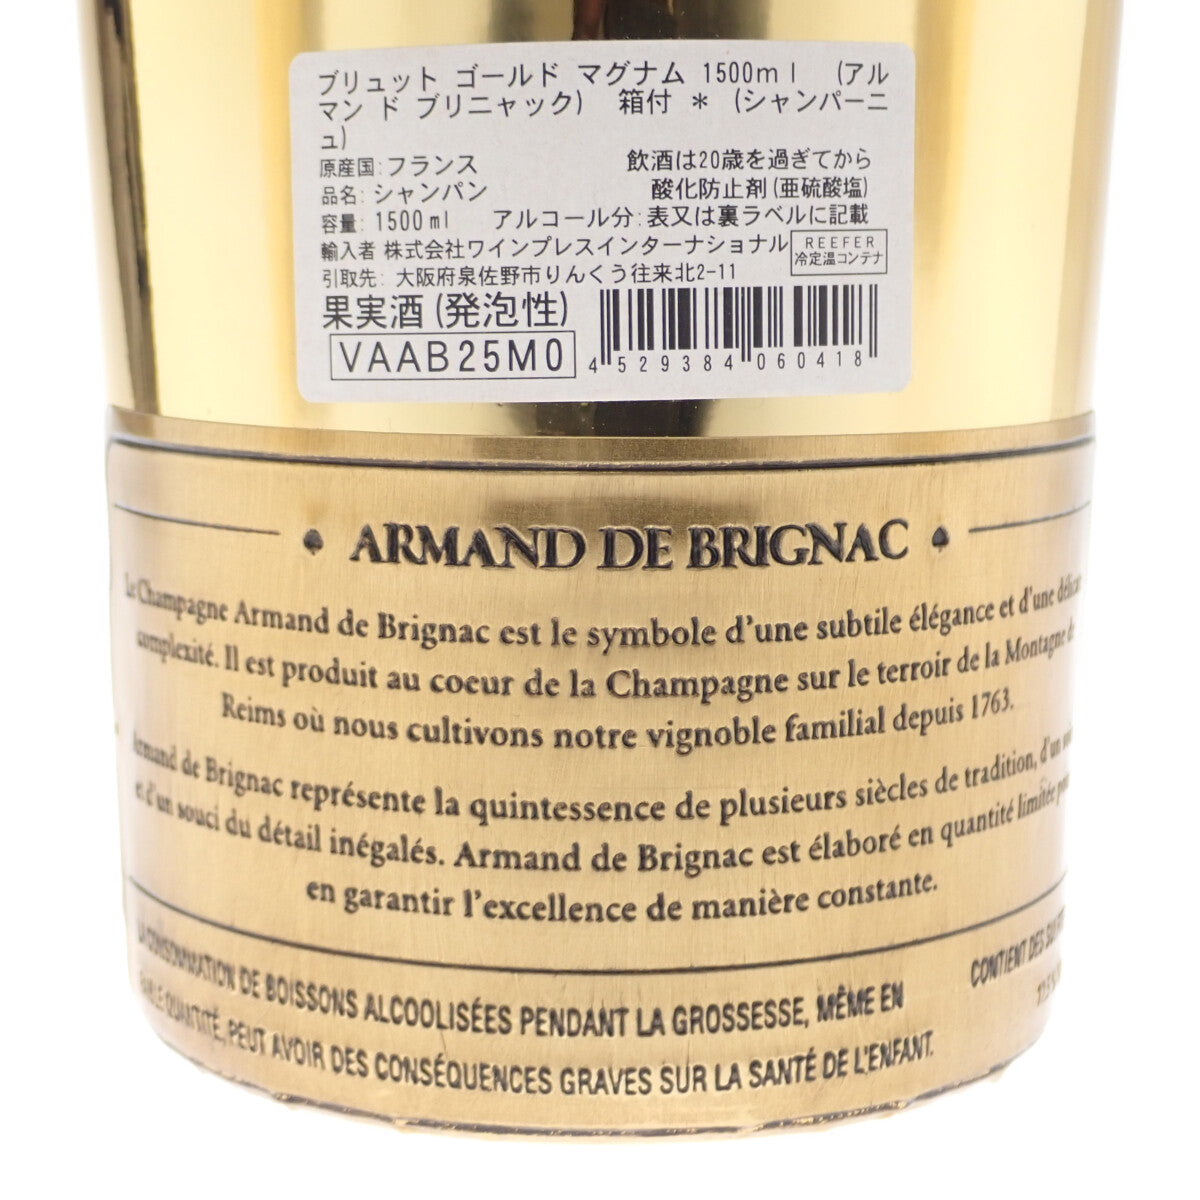 ブリュット ゴールド マグナム 1500ml (アル
マン ド ブリニャック) 箱付 * (シャンパーニ
ュ)
原産国:フランス 飲酒は20歳を過ぎてから
品名: シャンパン 酸化防止剤(亜硫酸塩)
容量: 1500ml アルコール分:表又は裏ラベルに記載
輸入者 株式会社ワインプレスインターナショナル
REEFER
冷定温コンテナ
引取先: 大阪府泉佐野市りんくう往来北2-11
果実酒(発泡性)
VAAB25M0
4 529384 060418
♠ ARMAND DE BRIGNAC ♠
Le Champagne Armand de Brignac est le symbole d'une subtile élégance et d'une
complexité. Il est produit au coeur de la Champagne sur le terroir de la Montagne de
Reims où nous cultivons notre vignoble familial depuis 1763.
Armand de Brignac représente la quintessence de plusieurs siècles de tradition, d'un
et d'un souci du détail inégalés. Armand de Brignac est élaboré en quantité limitée
en garantir l'excellence de manière constante.
LA CONSOMMATION DE BOISSONS ALCOOLISÉES PENDANT LA GROSSESSE, MÊME EN
FAIBLE QUANTITÉ, PEUT AVOIR DES CONSÉQUENCES GRAVES SUR LA SANTÉ DE L'ENFANT.
CONTIENT DES